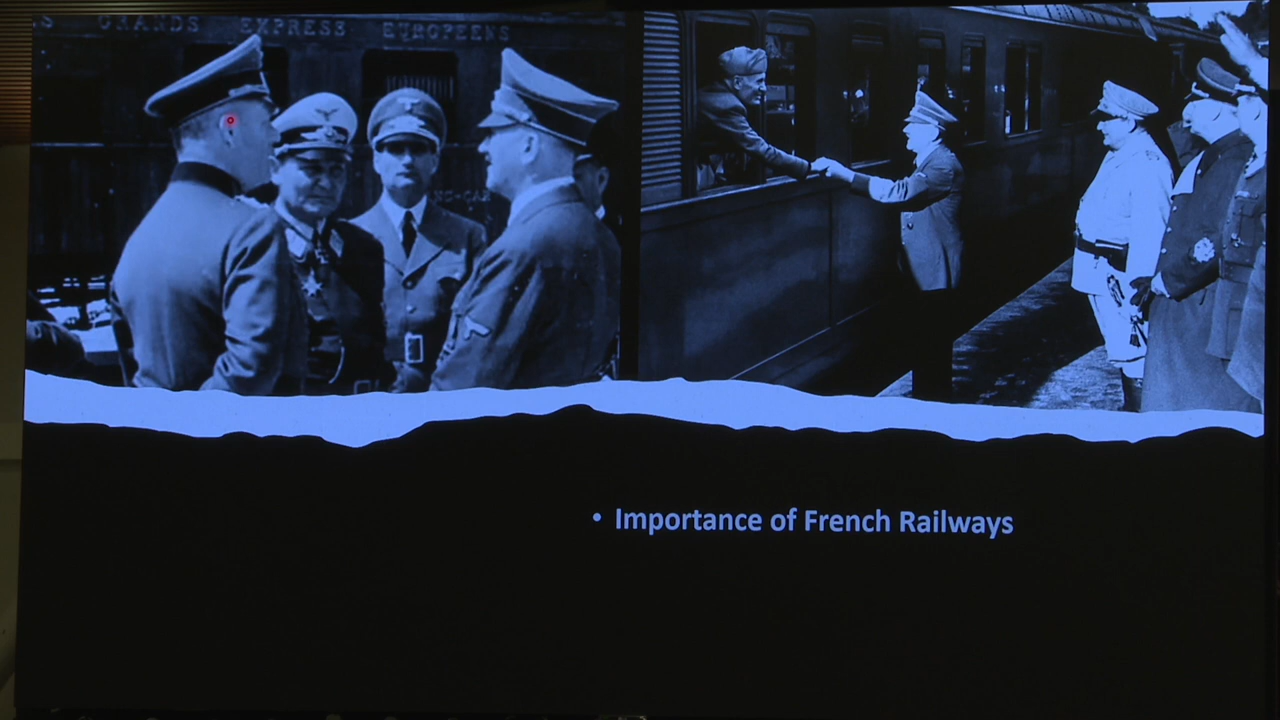 S GRANDS EXPRESS EUROPEENS
• Importance of French Railways